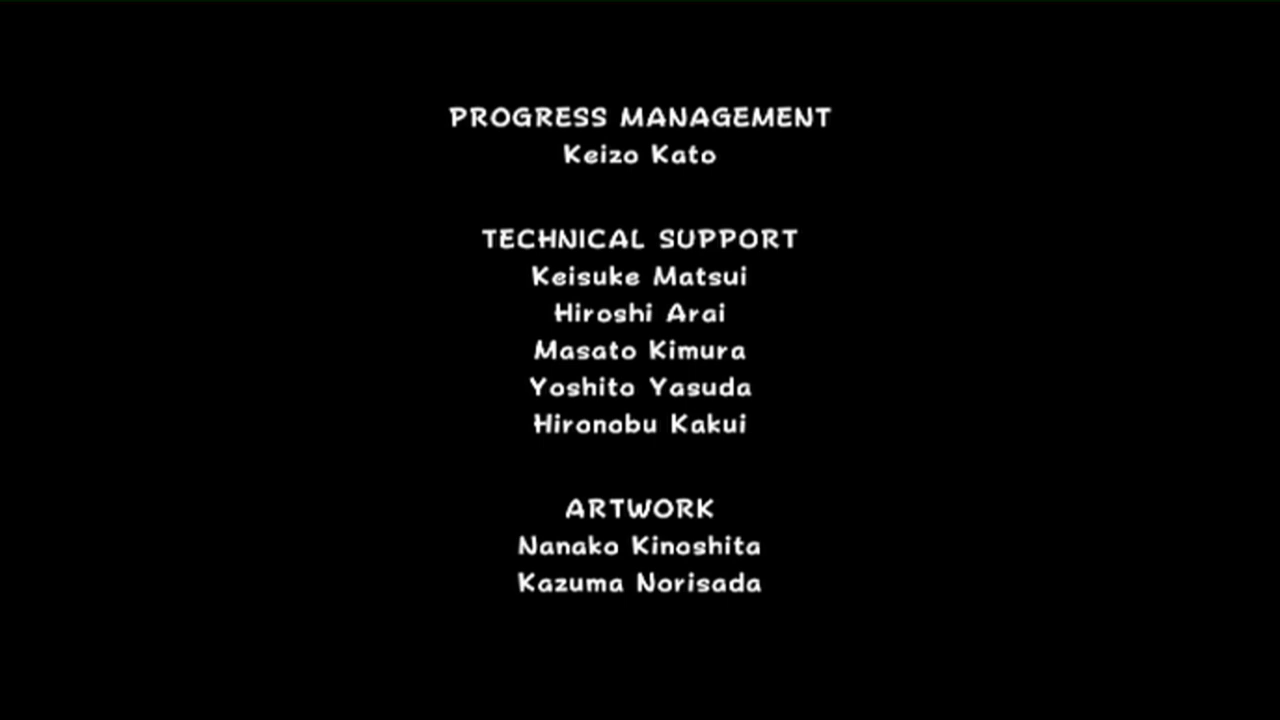 PROGRESS MANAGEMENT
Keizo Kato
TECHNICAL SUPPORT
Keisuke Matsui
Hiroshi Arai
Masato Kimura
Yoshito Yasuda
Hironobu Kakui
ARTWORK
Nanako Kinoshita
Kazuma Norisada